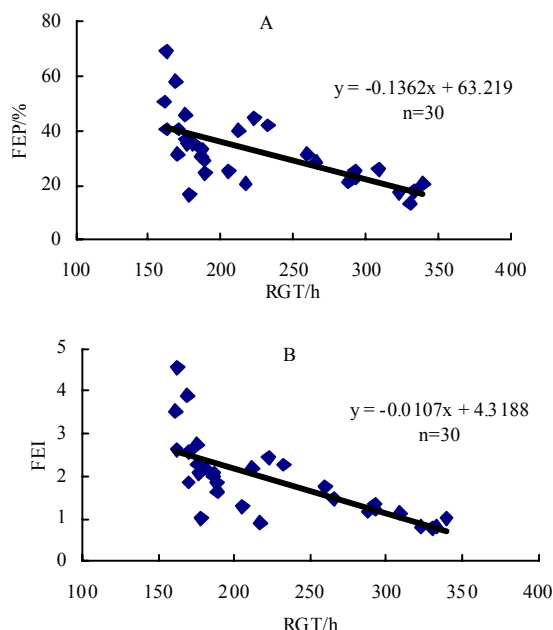 A
80
60
40
20
0
FEP/%
y = -0.1362x + 63.219
n=30
100 150 200 250 300 350 400
RGT/h
B
5
4
3
2
1
0
FEI
y = -0.0107x + 4.3188
n=30
100 150 200 250 300 350 400
RGT/h